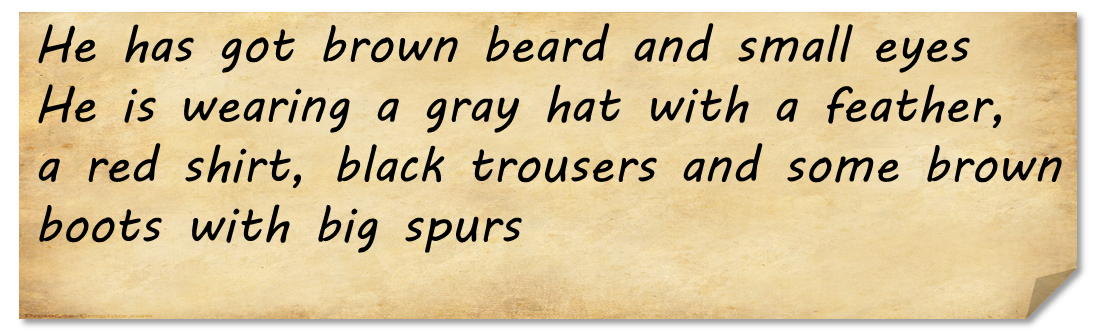 He has got brown beard and small eyes
He is wearing a gray hat with a feather,
a red shirt, black trousers and some brown
boots with big spurs